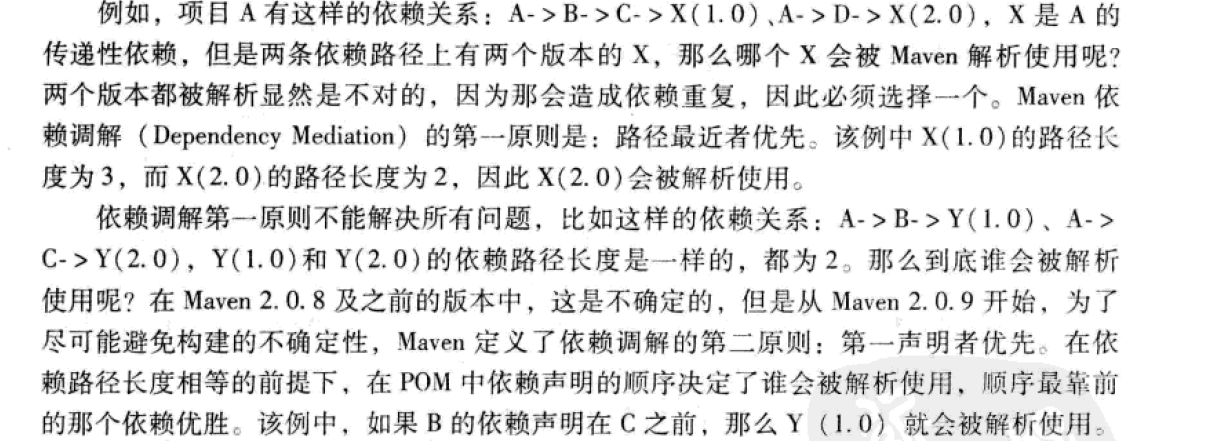 例如，项目 A 有这样的依赖关系：A->B->C->X(1.0)、A->D->X(2.0)，X 是 A 的
传递性依赖，但是两条依赖路径上有两个版本的 X，那么哪个 X 会被 Maven 解析使用呢？
两个版本都被解析显然是不对的，因为那会造成依赖重复，因此必须选择一个。Maven 依
赖调解（Dependency Mediation）的第一原则是：路径最近者优先。该例中 X(1.0)的路径长
度为 3，而 X(2.0)的路径长度为 2，因此 X(2.0)会被解析使用。
依赖调解第一原则不能解决所有问题，比如这样的依赖关系：A->B->Y(1.0)、A->
C->Y(2.0)，Y(1.0)和 Y(2.0)的依赖路径长度是一样的，都为 2。那么到底谁会被解析
使用呢？在 Maven 2.0.8 及之前的版本中，这是不确定的，但是从 Maven 2.0.9 开始，为了
尽可能避免构建的不确定性，Maven 定义了依赖调解的第二原则：第一声明者优先。在依
赖路径长度相等的前提下，在 POM 中依赖声明的顺序决定了谁会被解析使用，顺序最靠前
的那个依赖优胜。该例中，如果 B 的依赖声明在 C 之前，那么 Y（1.0）就会被解析使用。